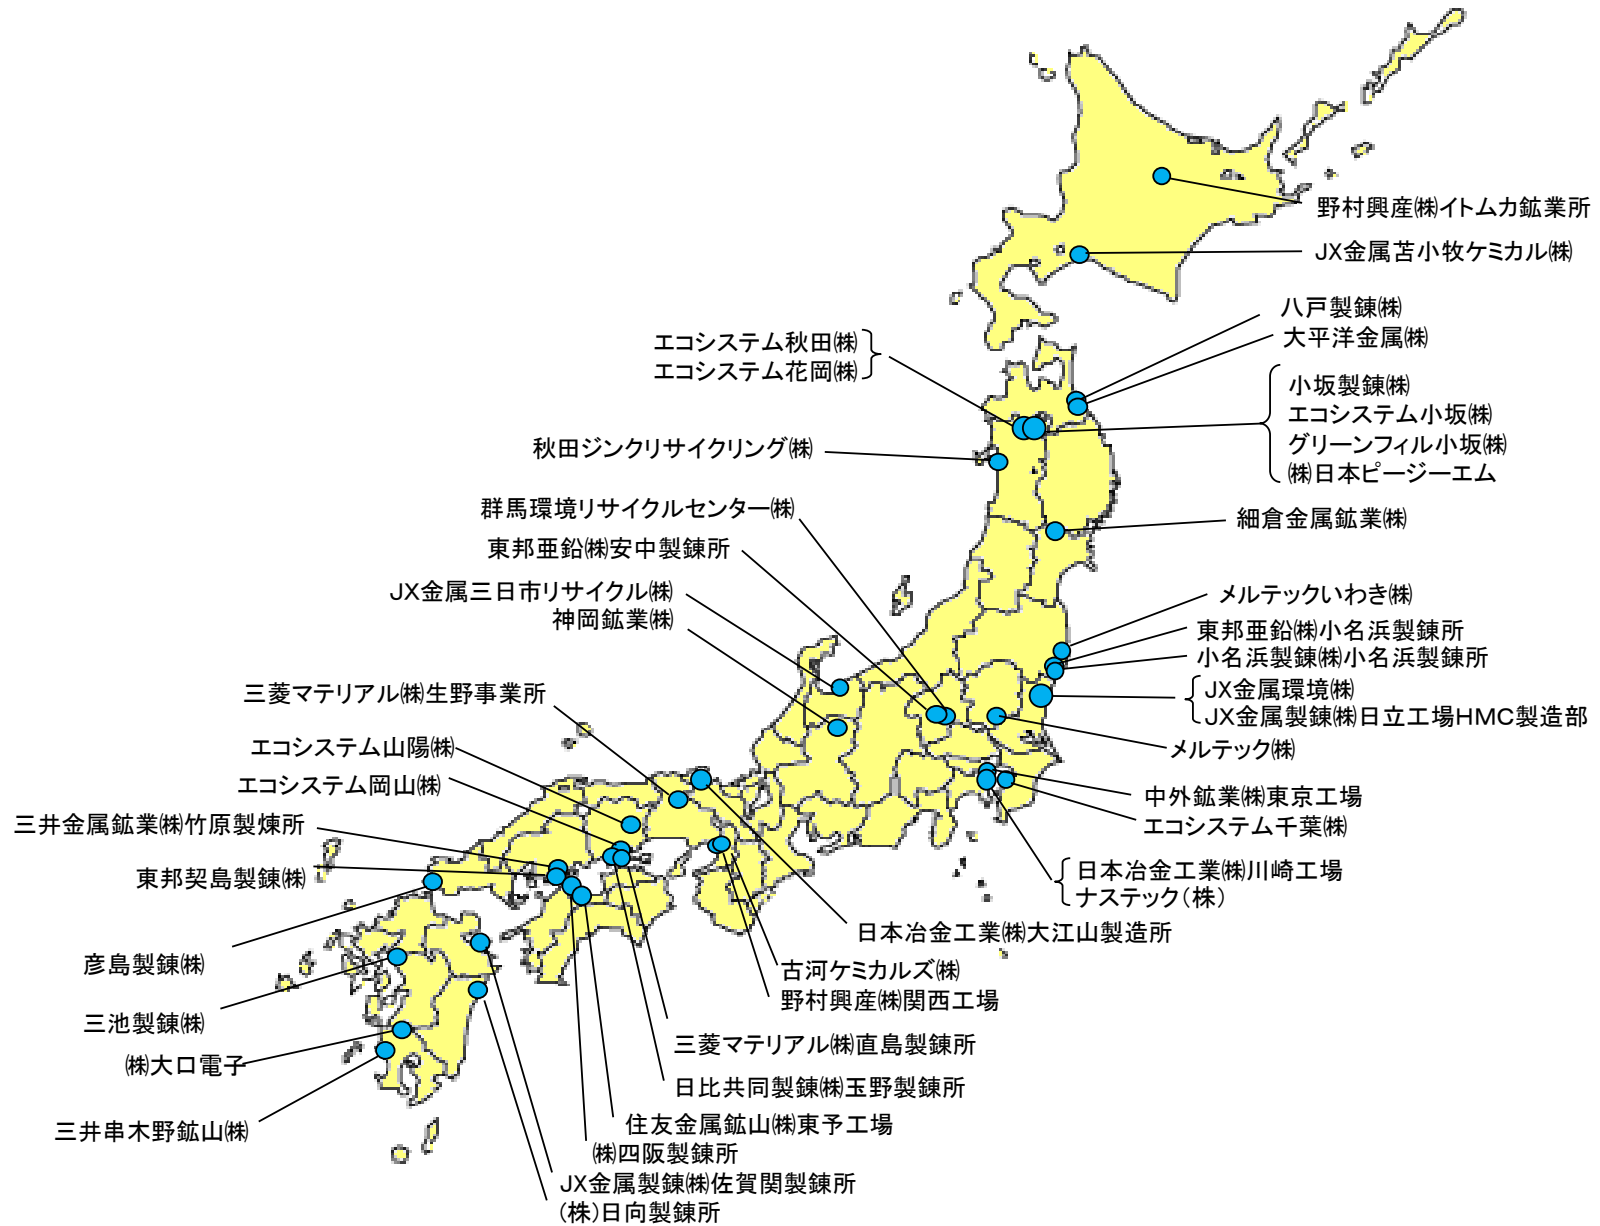 野村興産㈱イトムカ鉱業所
JX金属苫小牧ケミカル㈱
八戸製錬㈱
大平洋金属㈱
エコシステム秋田㈱
エコシステム花岡㈱
小坂製錬㈱
エコシステム小坂㈱
グリーンフィル小坂㈱
㈱日本ピージーエム
秋田ジンクリサイクリング㈱
群馬環境リサイクルセンター㈱
細倉金属鉱業㈱
東邦亜鉛㈱安中製錬所
JX金属三日市リサイクル㈱
神岡鉱業㈱
メルテックいわき㈱
東邦亜鉛㈱小名浜製錬所
小名浜製錬㈱小名浜製錬所
JX金属環境㈱
JX金属製錬㈱日立工場HMC製造部
三菱マテリアル㈱生野事業所
エコシステム山陽㈱
メルテック㈱
エコシステム岡山㈱
中外鉱業㈱東京工場
三井金属鉱業㈱竹原製煉所
エコシステム千葉㈱
東邦契島製錬㈱
日本冶金工業㈱川崎工場
ナステック(株)
日本冶金工業㈱大江山製造所
彦島製錬㈱
古河ケミカルズ㈱
野村興産㈱関西工場
三池製錬㈱
三菱マテリアル㈱直島製錬所
㈱大口電子
日比共同製錬㈱玉野製錬所
住友金属鉱山㈱東予工場
三井串木野鉱山㈱
㈱四阪製錬所
JX金属製錬㈱佐賀関製錬所
(株)日向製錬所